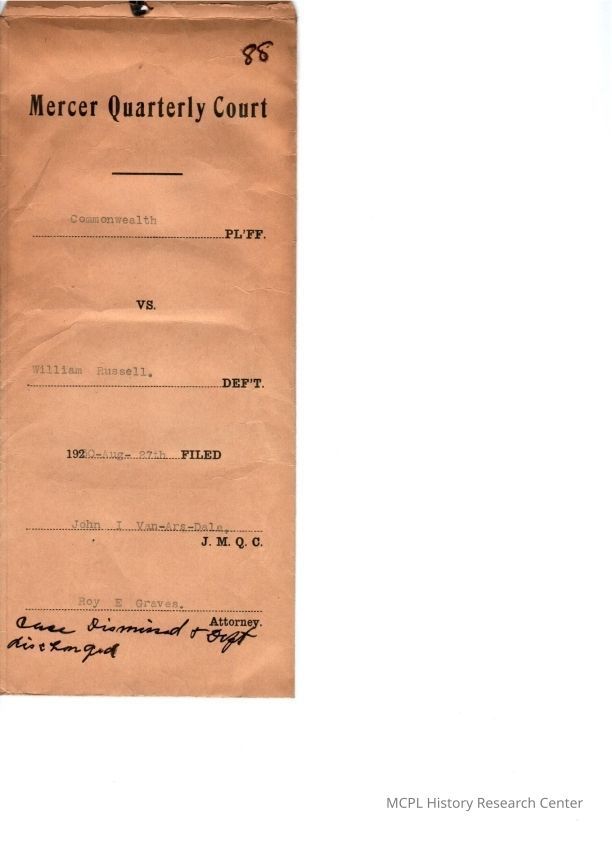 88
Mercer Quarterly Court
Commonwealth
PL'FF.
VS.
William Russell.
DEF'T.
1920-Aug- 27th FILED
John I Van-Ars-Dale,
J. M. Q. C.
Roy E Graves.
Attorney.
Case Dismissed & Deft
discharged
MCPL History Research Center